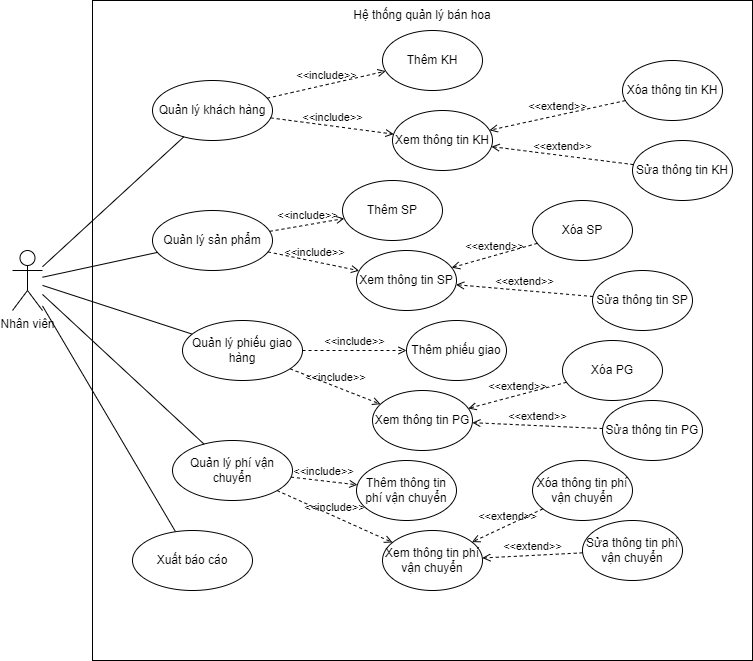 Hệ thống quản lý bán hoa
Thêm KH
<<include>>
Quản lý khách hàng
<<include>>
Xem thông tin KH
<<extend>>
Xóa thông tin KH
<<extend>>
Sửa thông tin KH
Thêm SP
<<include>>
Quản lý sản phẩm
<<include>>
Xem thông tin SP
<<extend>>
Xóa SP
<<extend>>
Sửa thông tin SP
Nhân viên
Quản lý phiếu giao
hàng
<<include>>
Thêm phiếu giao
<<include>>
Xem thông tin PG
<<extend>>
Xóa PG
<<extend>>
Sửa thông tin PG
Quản lý phí vận
chuyển
<<include>>
Thêm thông tin
phí vận chuyển
<<include>>
Xem thông tin phí
vận chuyển
<<extend>>
Xóa thông tin phí
vận chuyển
<<extend>>
Sửa thông tin phí
vận chuyển
Xuất báo cáo